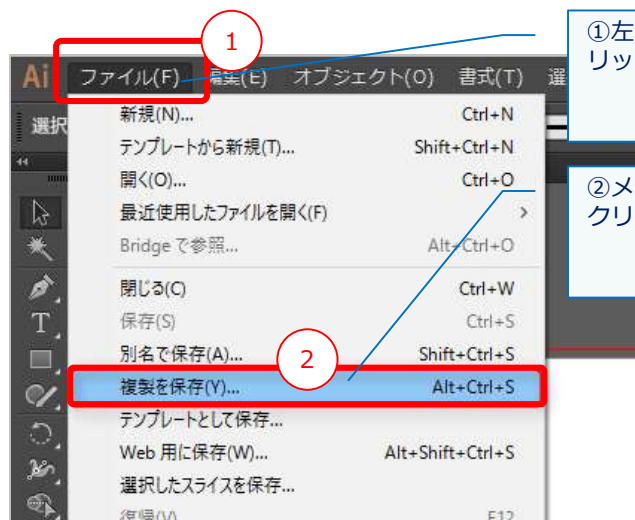 1
①左
リッ
Ai ファイル(F) 編集(E) オブジェクト(O) 書式(T) 選
選択
新規(N)... Ctrl+N
テンプレートから新規(T)... Shift+Ctrl+N
開く(O)... Ctrl+O
最近使用したファイルを開く(F)
Bridge で参照... Alt+Ctrl+O
②メ
クリ
閉じる(C) Ctrl+W
保存(S) Ctrl+S
別名で保存(A)... Shift+Ctrl+S
2
複製を保存(Y)... Alt+Ctrl+S
テンプレートとして保存...
Web 用に保存(W)... Alt+Shift+Ctrl+S
選択したスライスを保存...
復帰(V) F12